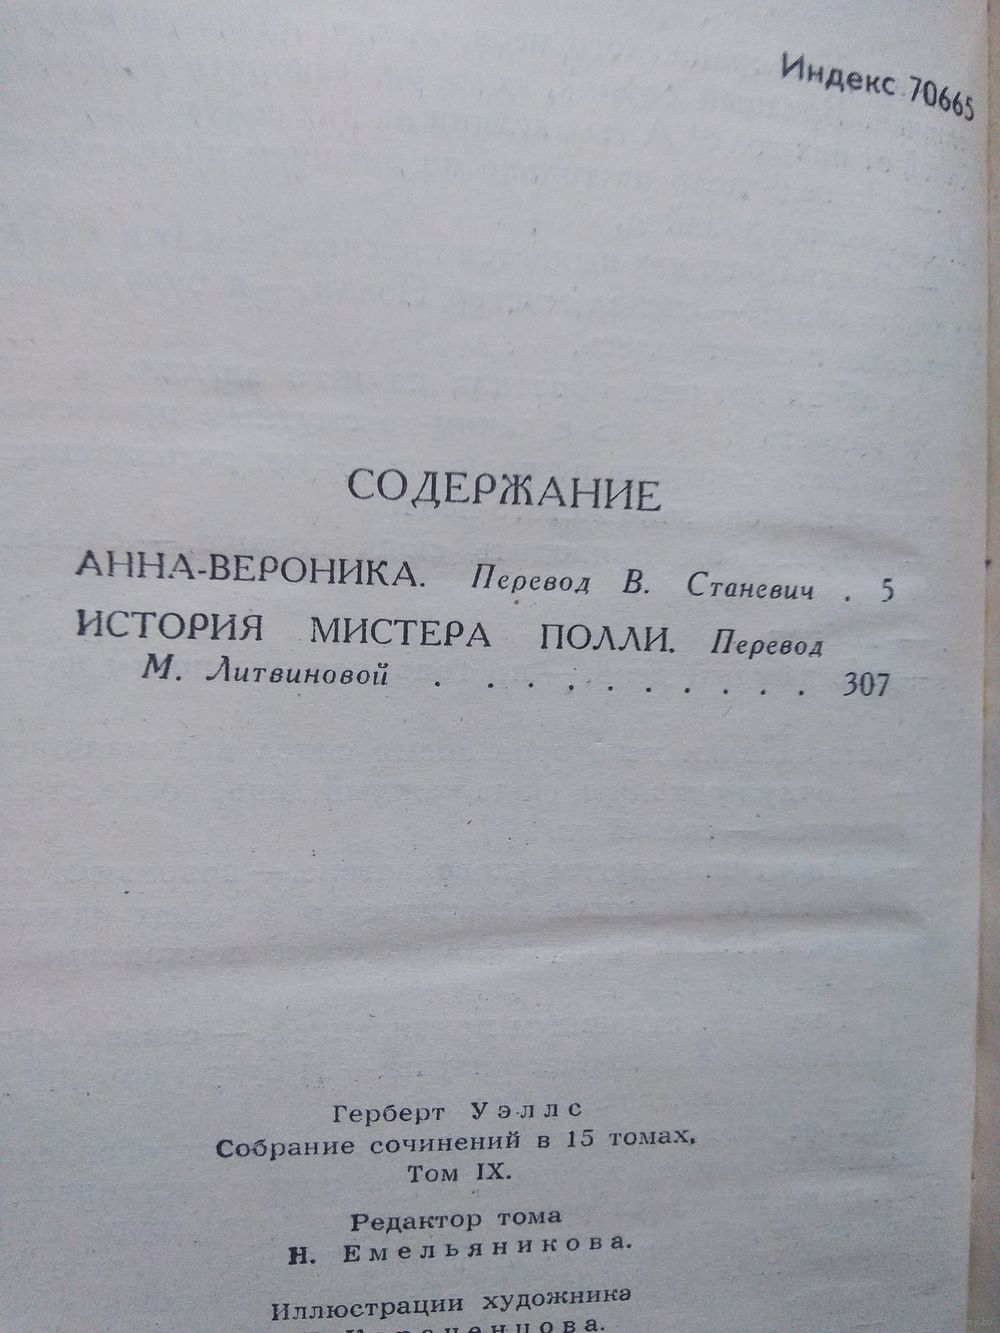 Индекс 70665
СОДЕРЖАНИЕ
АННА-ВЕРОНИКА. Перевод В. Станевич . 5
ИСТОРИЯ МИСТЕРА ПОЛЛИ. Перевод
М. Литвиновой . . . . . . . . . . 307
Герберт Уэллс
Собрание сочинений в 15 томах.
Том IX.
Редактор тома
Н. Емельяникова.
Иллюстрации художника